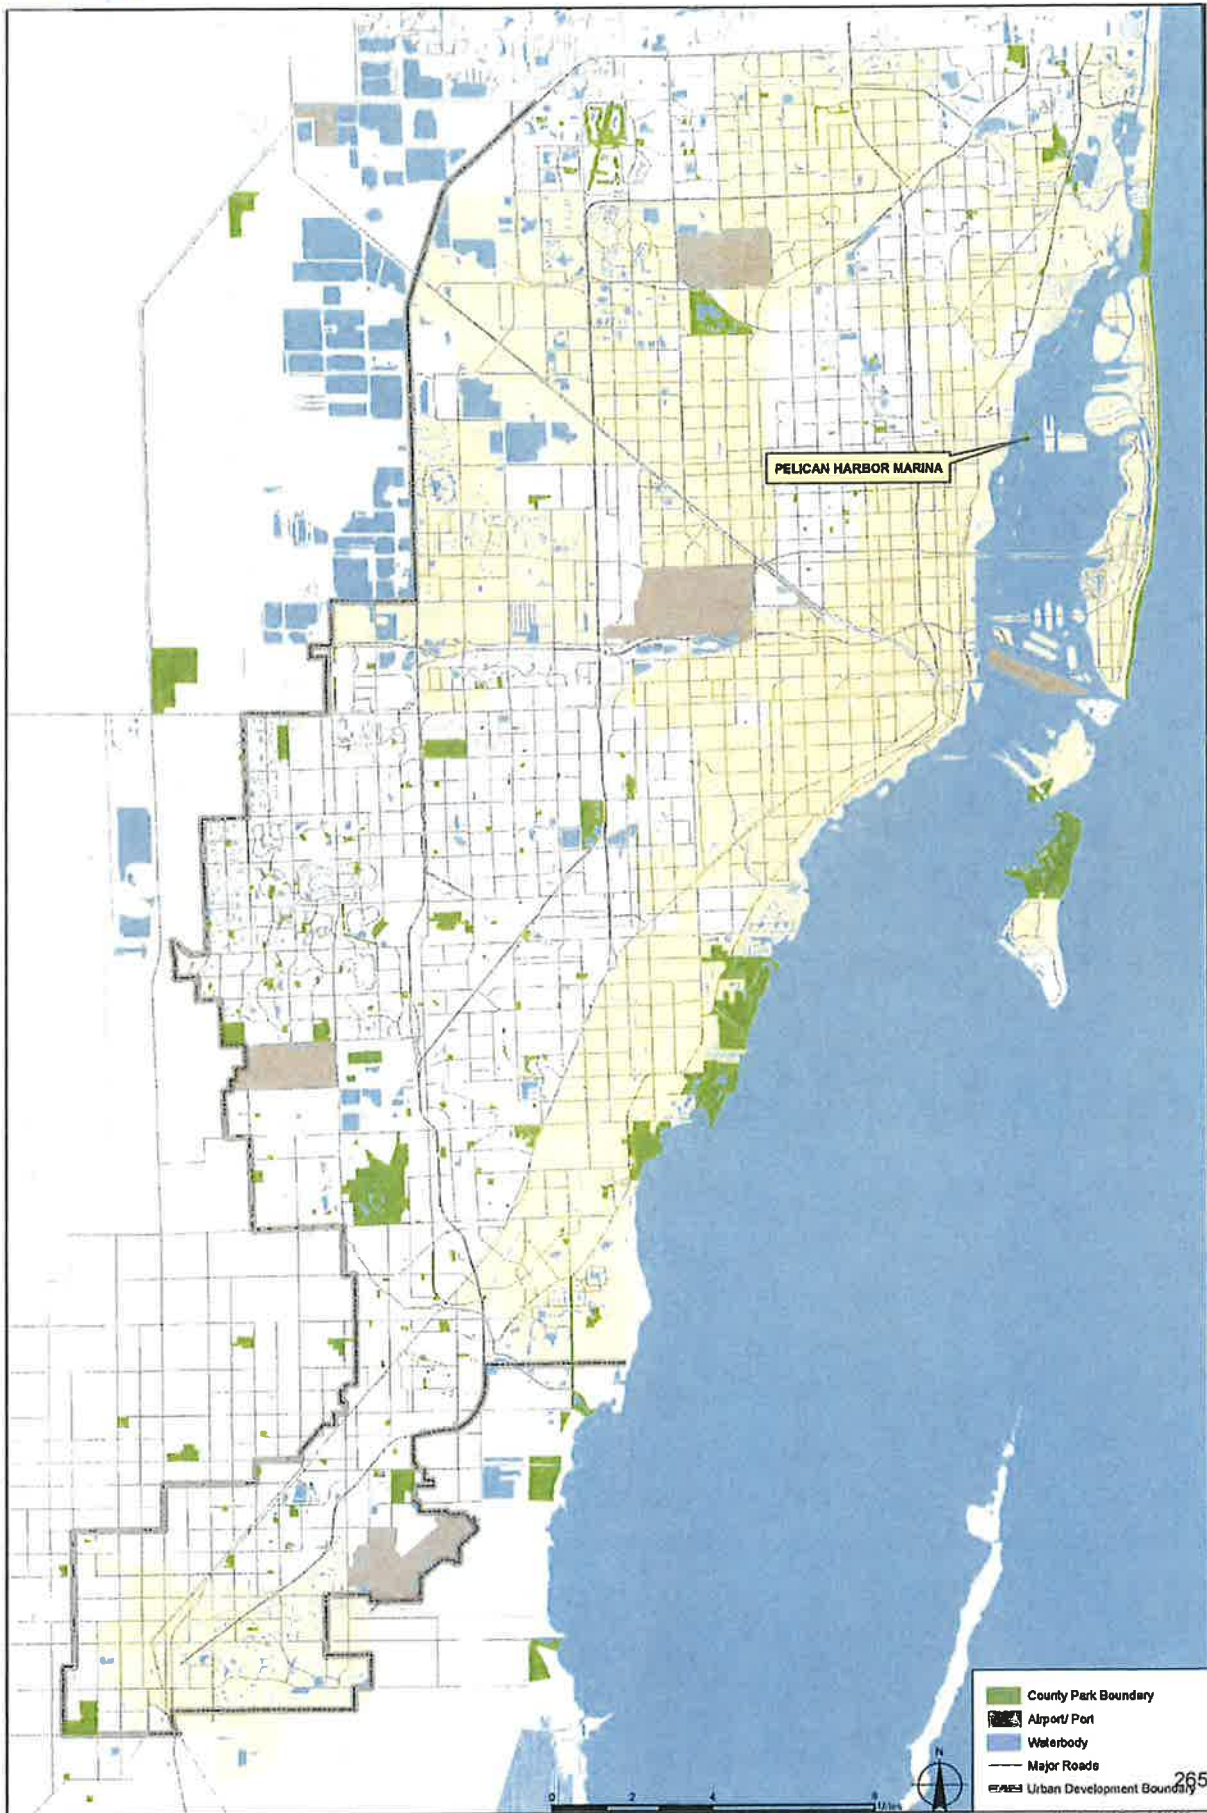 PELICAN HARBOR MARINA
County Park Boundary
Airport/ Port
Waterbody
Major Roads
Urban Development Boundary
265
N
0 2 4 8
Miles